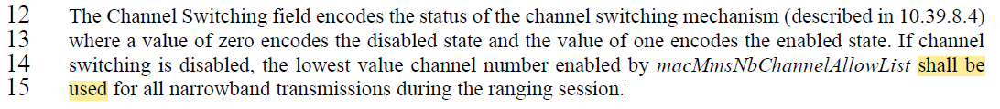 12 The Channel Switching field encodes the status of the channel switching mechanism (described in 10.39.8.4)
13 where a value of zero encodes the disabled state and the value of one encodes the enabled state. If channel
14 switching is disabled, the lowest value channel number enabled by macMmsNbChannelAllowList shall be
15 used for all narrowband transmissions during the ranging session.